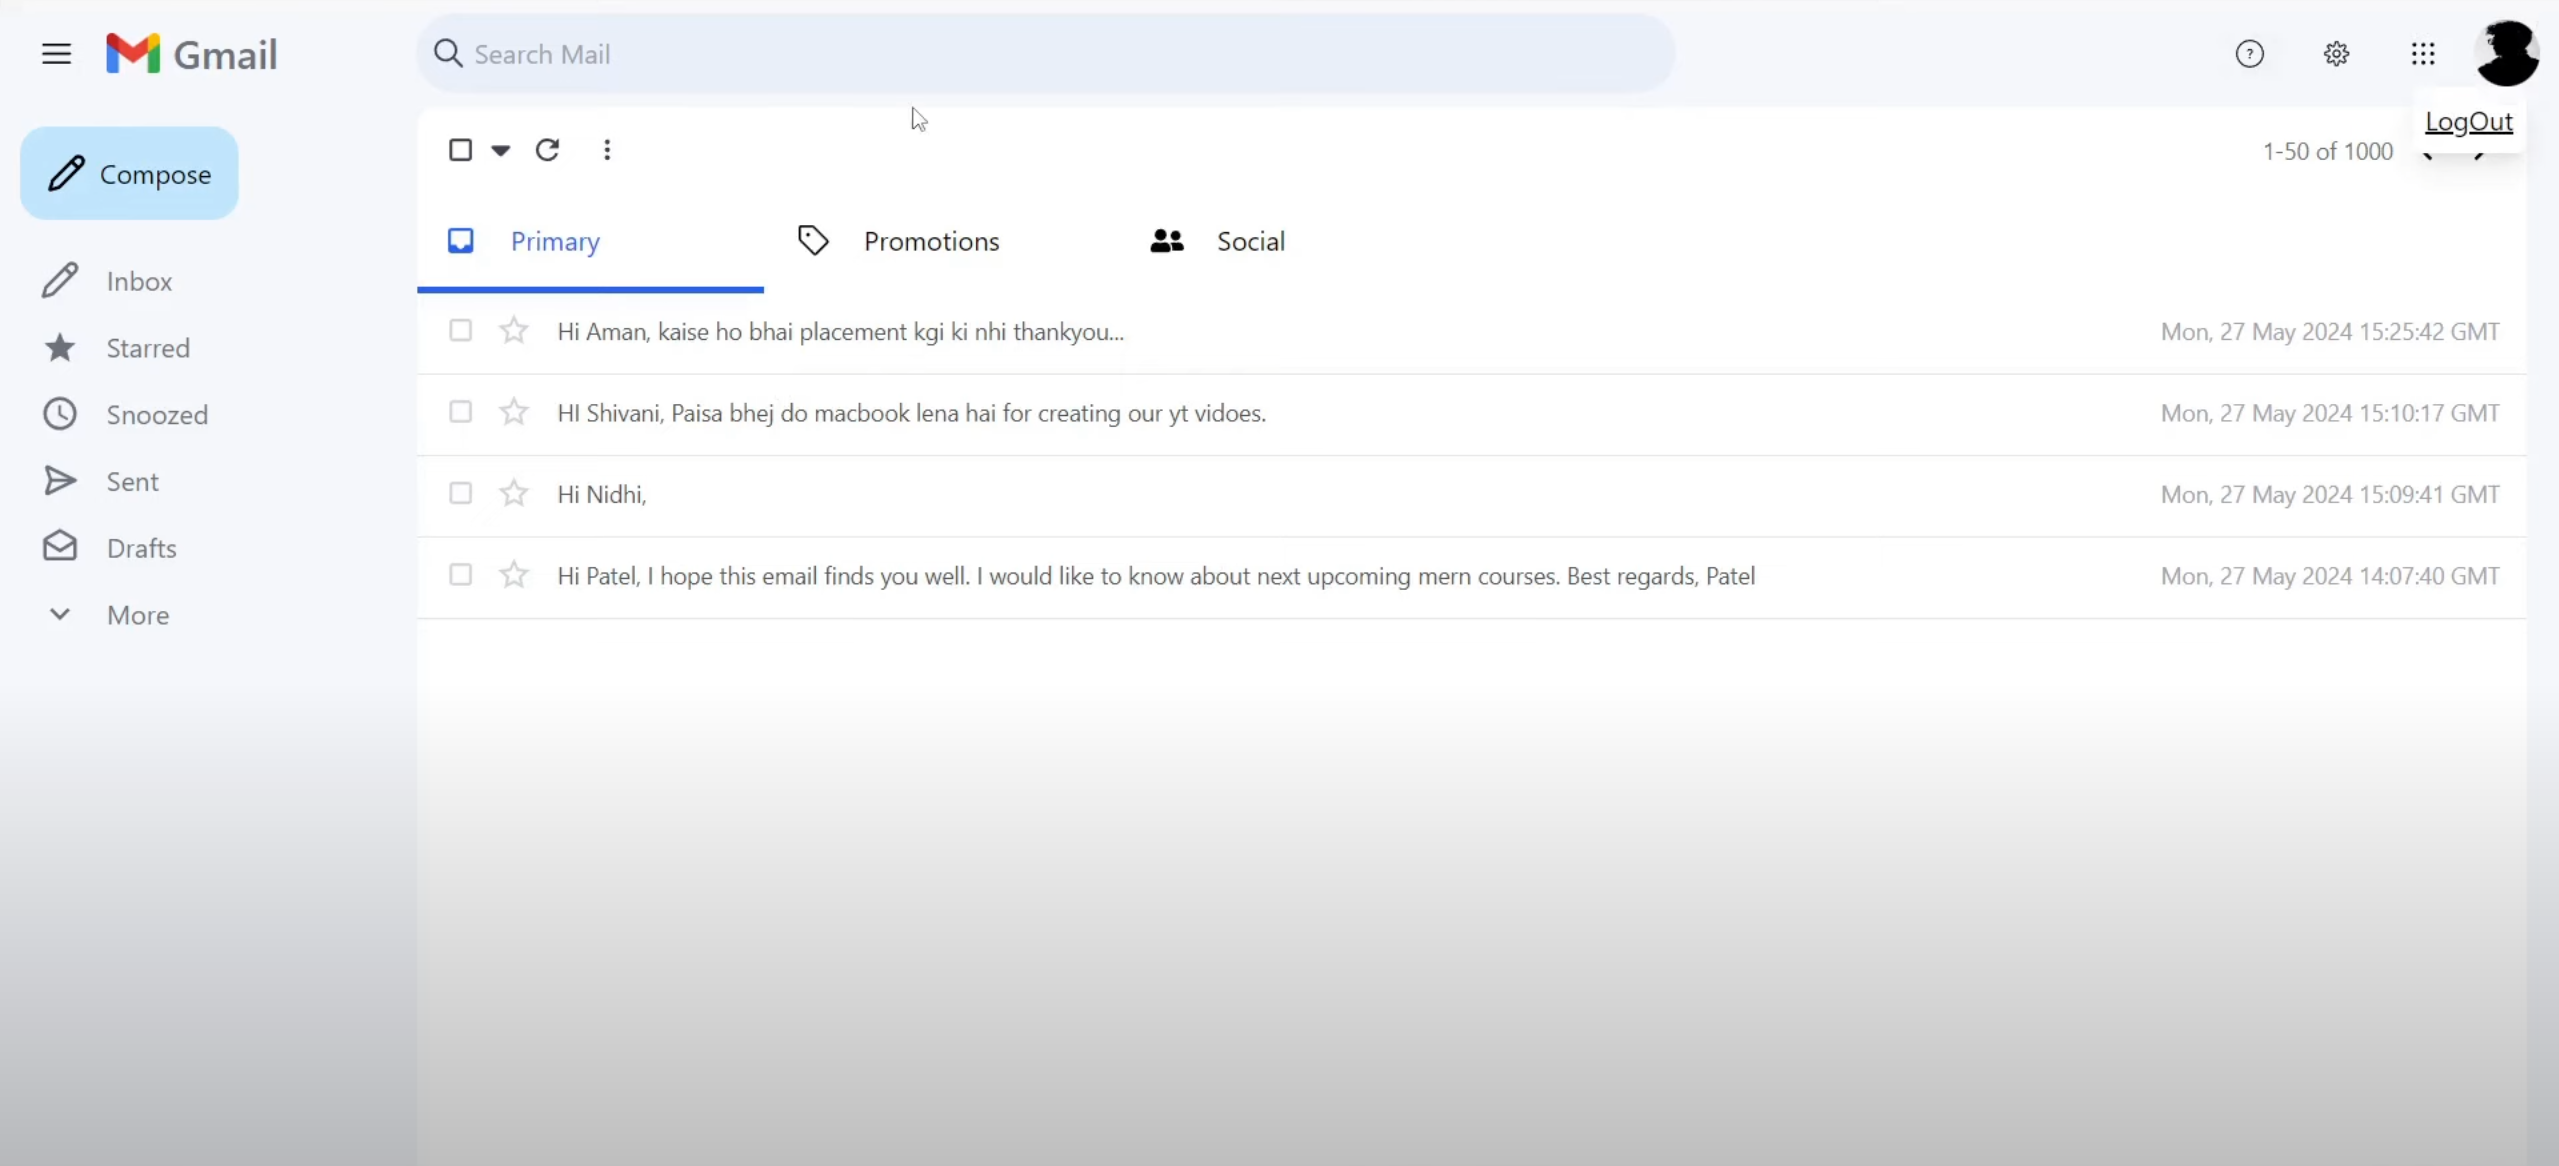 Gmail
Search Mail
LogOut
Compose
1-50 of 1000
Primary
Promotions
Social
Inbox
Starred
Snoozed
Sent
Drafts
More
Hi Aman, kaise ho bhai placement kgi ki nhi thankyou...
Mon, 27 May 2024 15:25:42 GMT
HI Shivani, Paisa bhej do macbook lena hai for creating our yt vidoes.
Mon, 27 May 2024 15:10:17 GMT
Hi Nidhi,
Mon, 27 May 2024 15:09:41 GMT
Hi Patel, I hope this email finds you well. I would like to know about next upcoming mern courses. Best regards, Patel
Mon, 27 May 2024 14:07:40 GMT